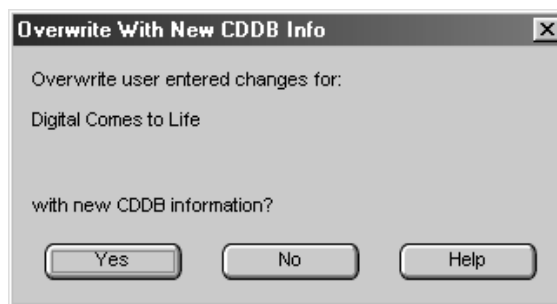 Overwrite With New CDDB Info
Overwrite user entered changes for:
Digital Comes to Life
with new CDDB information?
Yes No Help